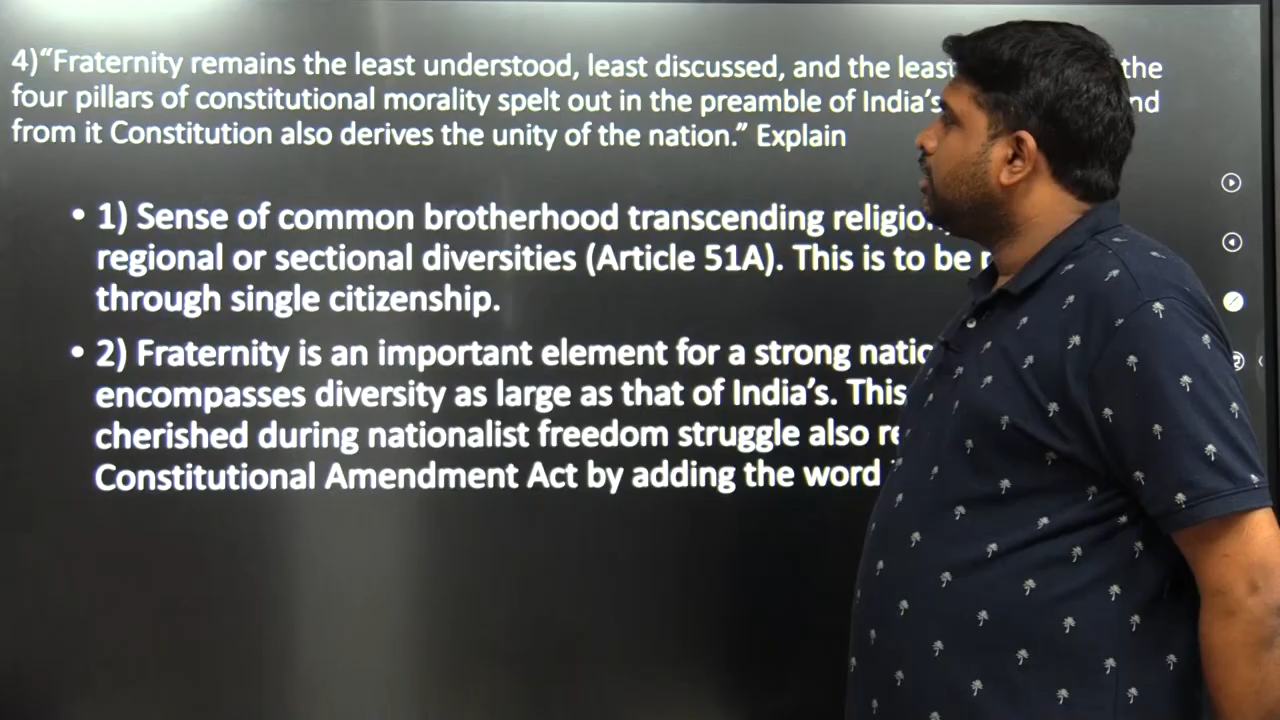 4)“Fraternity remains the least understood, least discussed, and the least the
four pillars of constitutional morality spelt out in the preamble of India’s
from it Constitution also derives the unity of the nation.” Explain
• 1) Sense of common brotherhood transcending
regional or sectional diversities (Article 51A). This is to be
through single citizenship.
• 2) Fraternity is an important element for a strong
encompasses diversity as large as that of India’s. This
cherished during nationalist freedom struggle also
Constitutional Amendment Act by adding the word